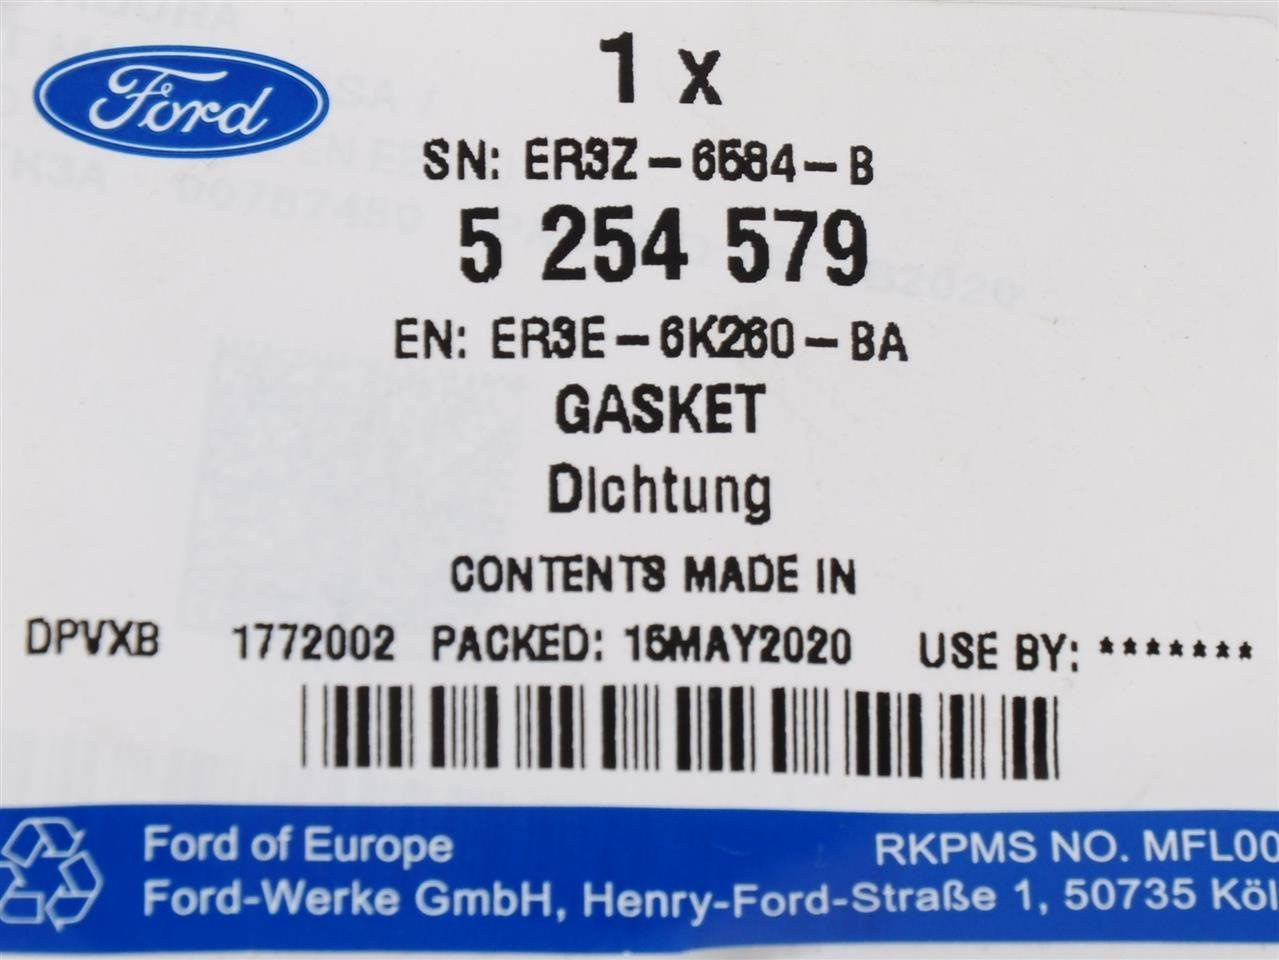 Ford
1 x
SN: ER3Z-6584-B
5 254 579
EN: ER3E-6K260-BA
GASKET
Dichtung
CONTENTS MADE IN
DPVXB 1772002 PACKED: 15MAY2020 USE BY: *******
Ford of Europe
RKPMS NO. MFL00
Ford-Werke GmbH, Henry-Ford-Straße 1, 50735 Köl